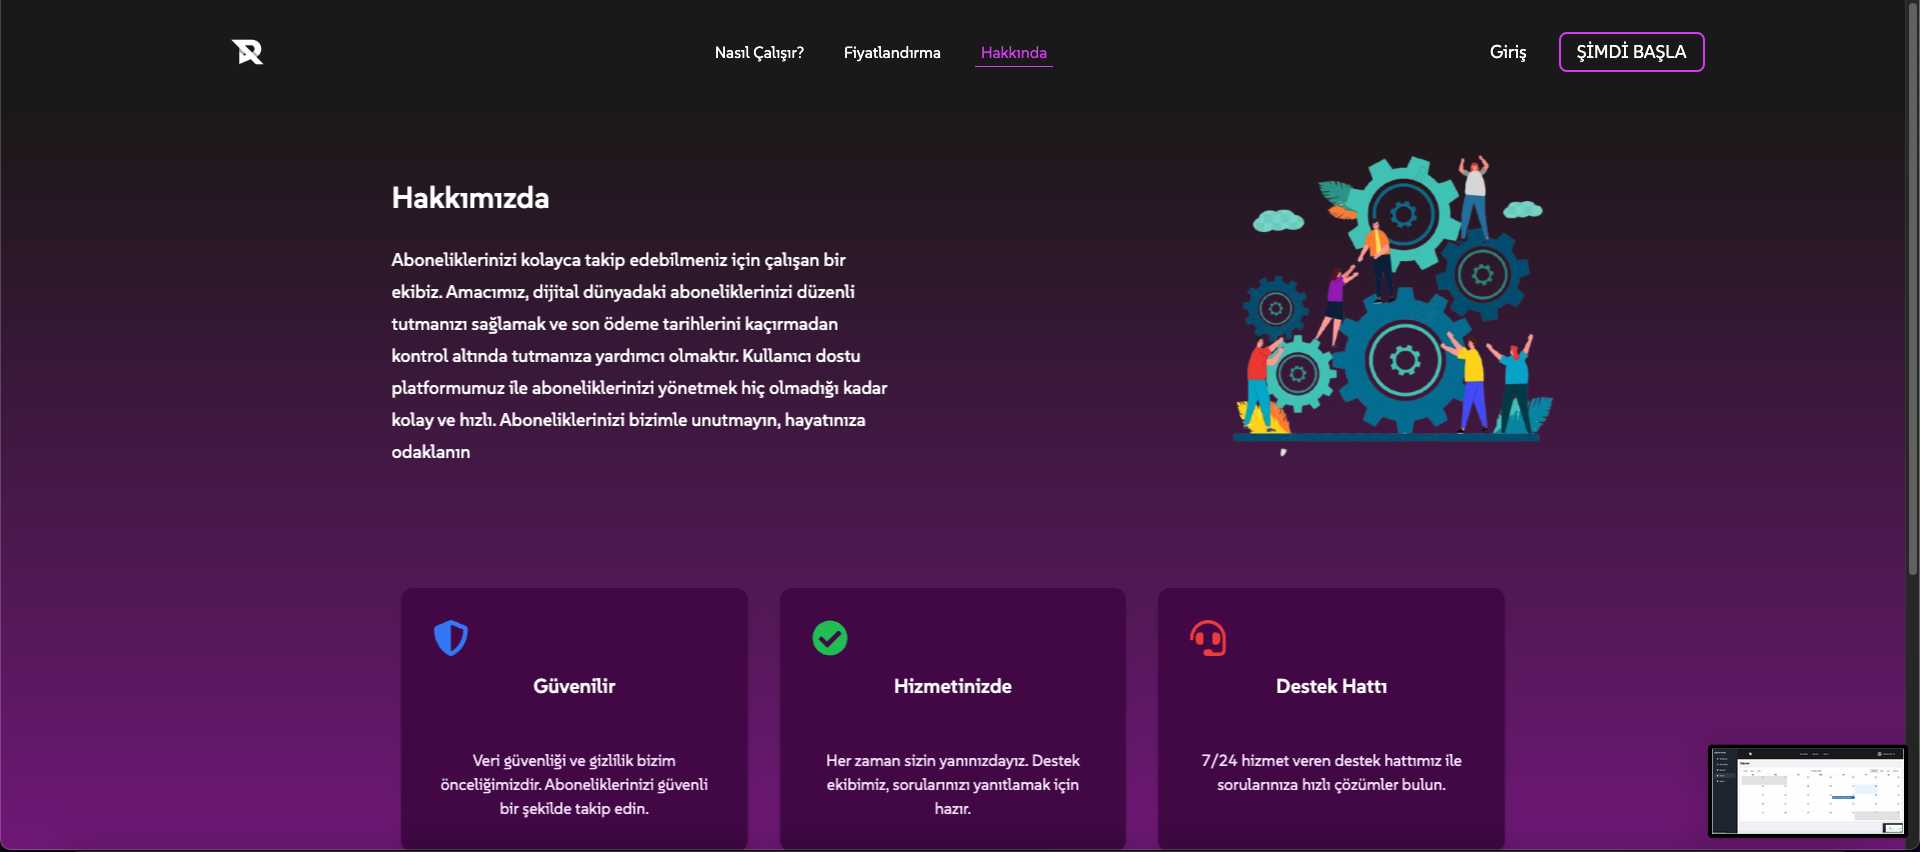 Nasıl Çalışır?
Fiyatlandırma
Hakkında
Giriş
ŞİMDİ BAŞLA
Hakkımızda
Aboneliklerinizi kolayca takip edebilmeniz için çalışan bir
ekibiz. Amacımız, dijital dünyadaki aboneliklerinizi düzenli
tutmanızı sağlamak ve son ödeme tarihlerini kaçırmadan
kontrol altında tutmanıza yardımcı olmaktır. Kullanıcı dostu
platformumuz ile aboneliklerinizi yönetmek hiç olmadığı kadar
kolay ve hızlı. Aboneliklerinizi bizimle unutmayın, hayatınıza
odaklanın
Güvenilir
Veri güvenliği ve gizlilik bizim
önceliğimizdir. Aboneliklerinizi güvenli
bir şekilde takip edin.
Hizmetinizde
Her zaman sizin yanınızdayız. Destek
ekibimiz, sorularınızı yanıtlamak için
hazır.
Destek Hattı
7/24 hizmet veren destek hattımız ile
sorularınıza hızlı çözümler bulun.